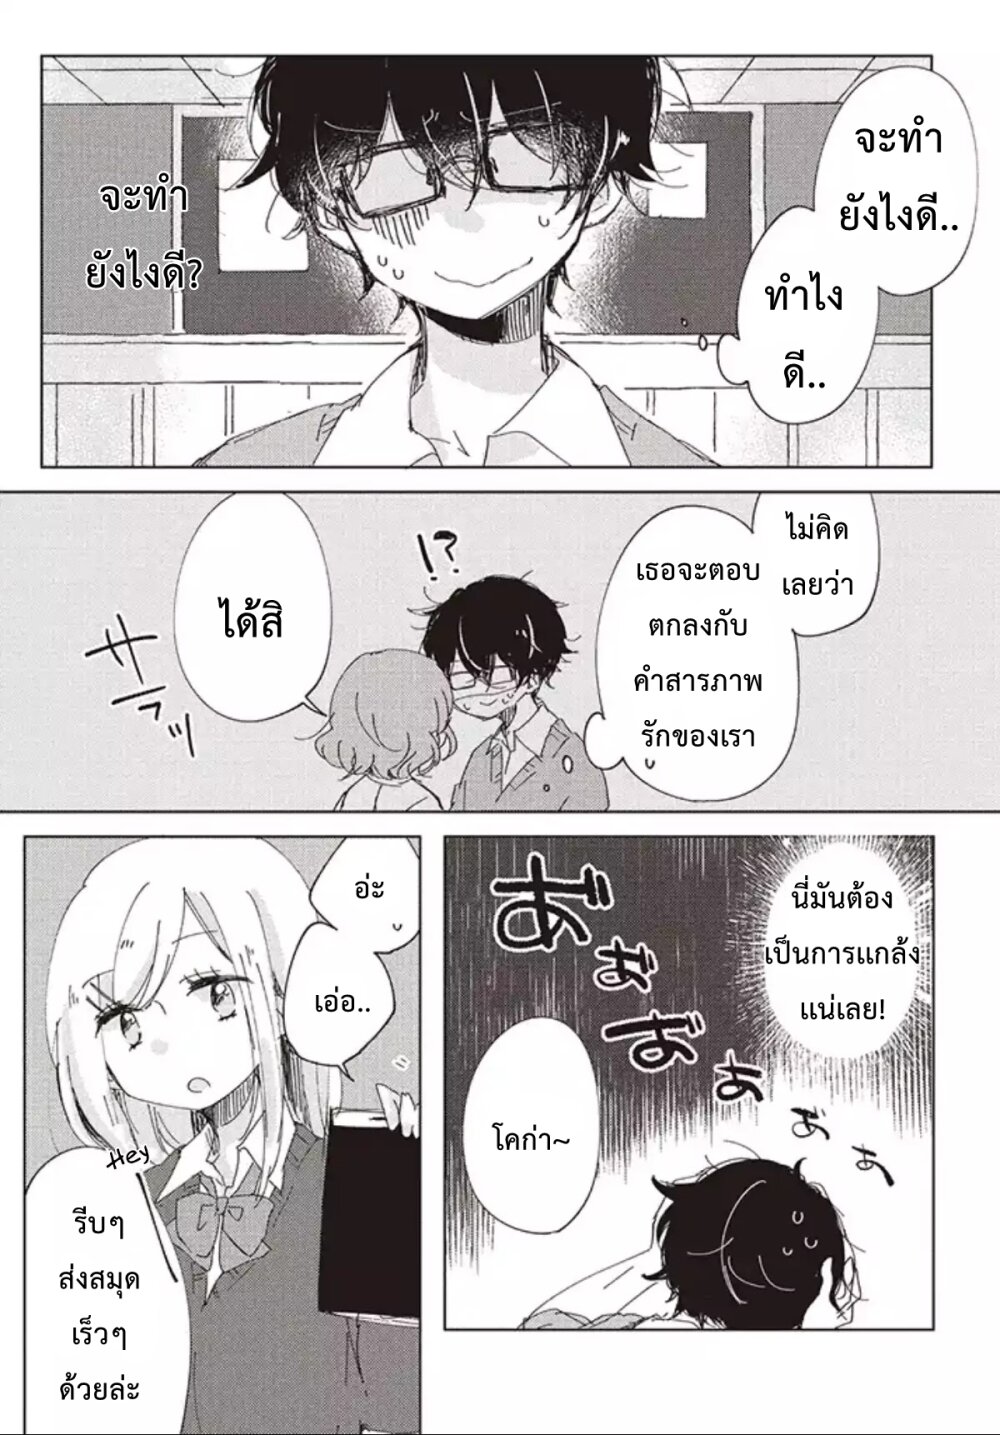 จะทำ
ยังไงดี..
ทำไง
ดี..
จะทำ
ยังไงดี?
ไม่คิด
เลยว่า
เธอจะตอบ
ตกลงกับ
คำสารภาพ
รักของเรา
!?
ได้สิ
サラッ
นี่มันต้อง
เป็นการแกล้ง
แน่เลย!
あ゛
あ゛
あ゛
あ
あ
あ
โคก่า~
อ่ะ
เอ่อ..
Hey
รีบๆ
ส่งสมุด
เร็วๆ
ด้วยล่ะ